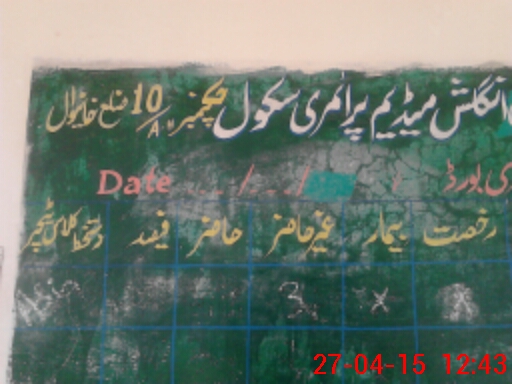 انگلش میڈیم پرائمری سکول چکنمبر 10/A ضلع خانیوال
Date / / بورڈ
رخصت بیمار غیر حاضر حاضر فیصد دستخط کلاس ٹیچر
x x 3
27-04-15 12:43